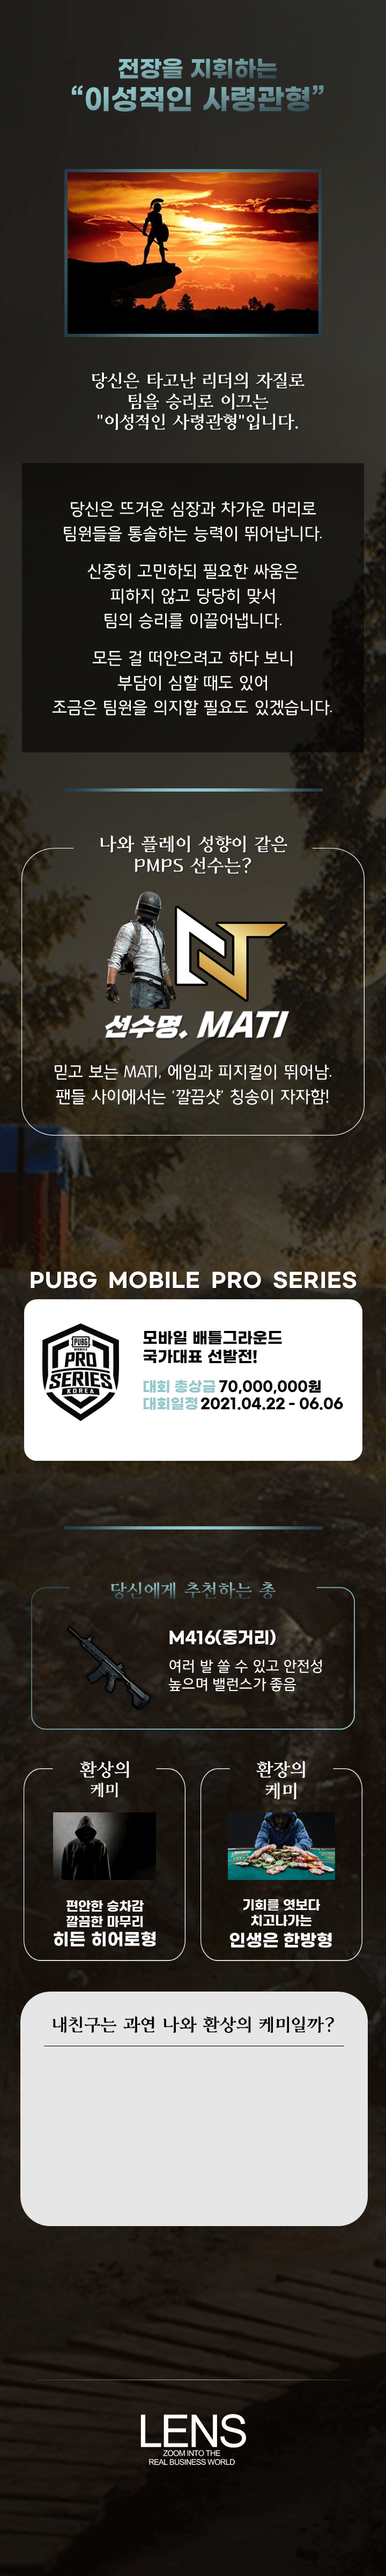 전장을 지휘하는
“이성적인 사령관형”
당신은 타고난 리더의 자질로
팀을 승리로 이끄는
"이성적인 사령관형"입니다.
당신은 뜨거운 심장과 차가운 머리로
팀원들을 통솔하는 능력이 뛰어납니다.
신중히 고민하되 필요한 싸움은
피하지 않고 당당히 맞서
팀의 승리를 이끌어냅니다.
모든 걸 떠안으려고 하다 보니
부담이 심할 때도 있어
조금은 팀원을 의지할 필요도 있겠습니다.
나와 플레이 성향이 같은
PMPS 선수는?
NT
선수명. MATI
믿고 보는 MATI, 에임과 피지컬이 뛰어남.
팬들 사이에서는 ‘깔끔샷’ 칭송이 자자함!
PUBG MOBILE PRO SERIES
PUBG
MOBILE
PRO
SERIES
KOREA
모바일 배틀그라운드
국가대표 선발전!
대회 총상금 70,000,000원
대회일정 2021.04.22 - 06.06
당신에게 추천하는 총
M416(중거리)
여러 발 쏠 수 있고 안전성
높으며 밸런스가 좋음
환상의
케미
편안한 승차감
깔끔한 마무리
히든 히어로형
환장의
케미
기회를 엿보다
치고나가는
인생은 한방형
내친구는 과연 나와 환상의 케미일까?
LENS
ZOOM INTO THE
REAL BUSINESS WORLD